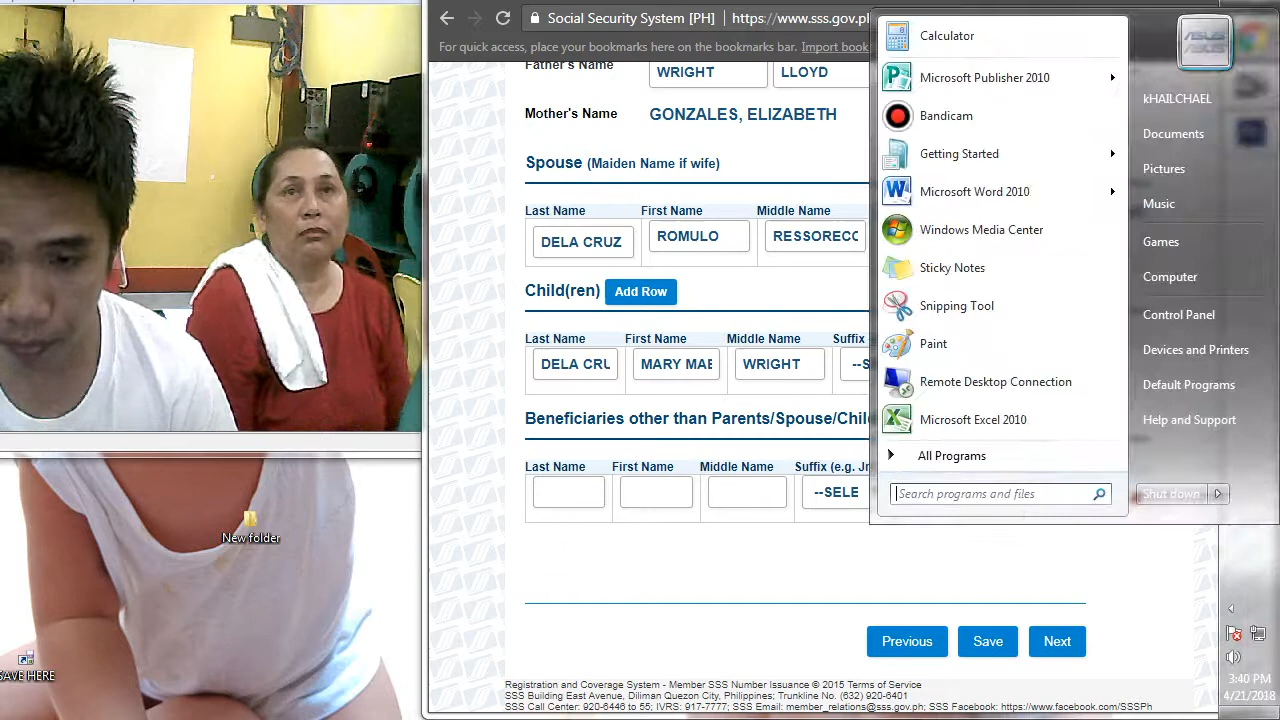 Social Security System [PH]
https://www.sss.gov.pl
For quick access, place your bookmarks here on the bookmarks bar. Import book
Father's Name
WRIGHT
LLOYD
Mother's Name
GONZALES, ELIZABETH
Spouse (Maiden Name if wife)
Last Name First Name Middle Name
DELA CRUZ ROMULO RESSORECC
Child(ren) Add Row
Last Name First Name Middle Name Suffix
DELA CRU MARY MAE WRIGHT --S
Beneficiaries other than Parents/Spouse/Chil
Last Name First Name Middle Name Suffix (e.g. Jr
--SELE
Previous Save Next
Registration and Coverage System - Member SSS Number Issuance © 2015 Terms of Service
SSS Building East Avenue, Diliman Quezon City, Philippines; Trunkline No. (632) 920-6401
SSS Call Center: 920-6446 to 55; IVRS: 917-7777; SSS Email: member_relations@sss.gov.ph; SSS Facebook: https://www.facebook.com/SSSPh
Calculator
Microsoft Publisher 2010
Bandicam
Getting Started
Microsoft Word 2010
Windows Media Center
Sticky Notes
Snipping Tool
Paint
Remote Desktop Connection
Microsoft Excel 2010
All Programs
Search programs and files
kHAILCHAEL
Documents
Pictures
Music
Games
Computer
Control Panel
Devices and Printers
Default Programs
Help and Support
Shut down
New folder
SAVE HERE
3:40 PM
4/21/2018